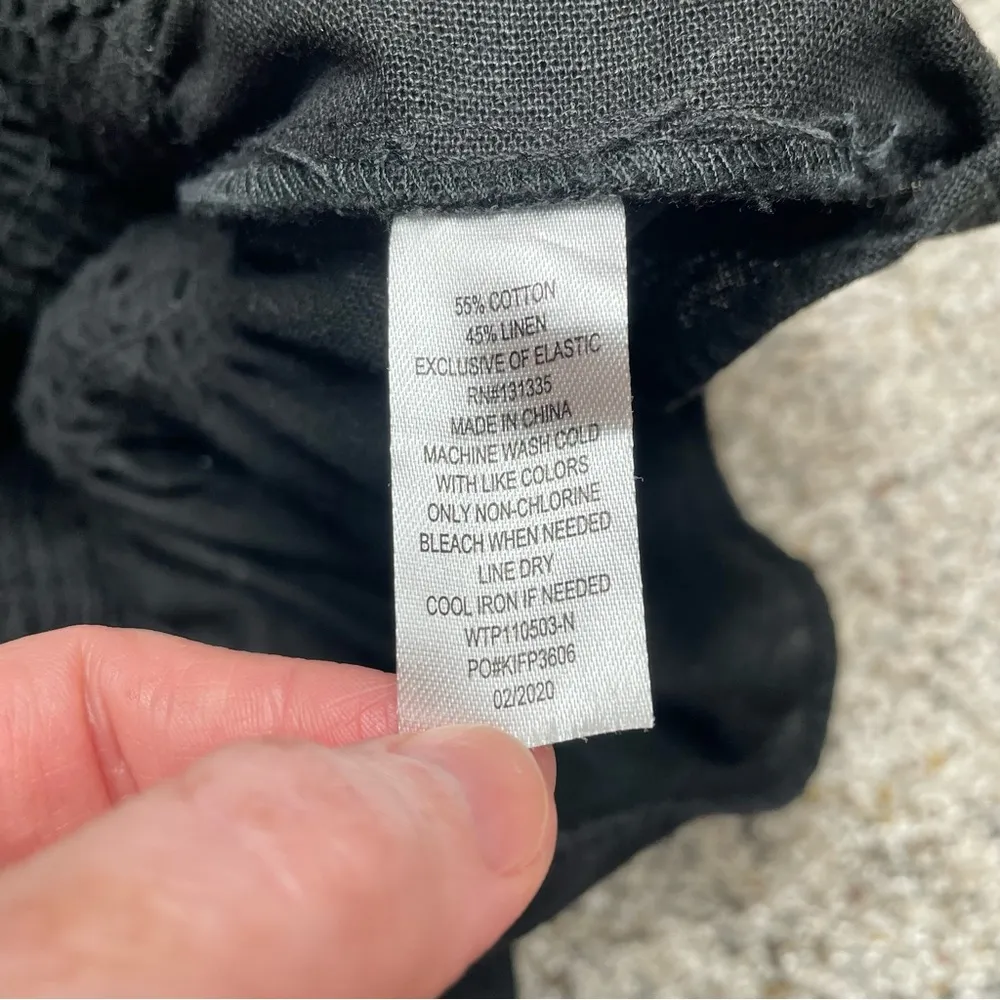 55% COTTON
45% LINEN
EXCLUSIVE OF ELASTIC
RN#131335
MADE IN CHINA
MACHINE WASH COLD
WITH LIKE COLORS
ONLY NON-CHLORINE
BLEACH WHEN NEEDED
LINE DRY
COOL IRON IF NEEDED
WTP110503-N
PO#KIFP3606
02/2020